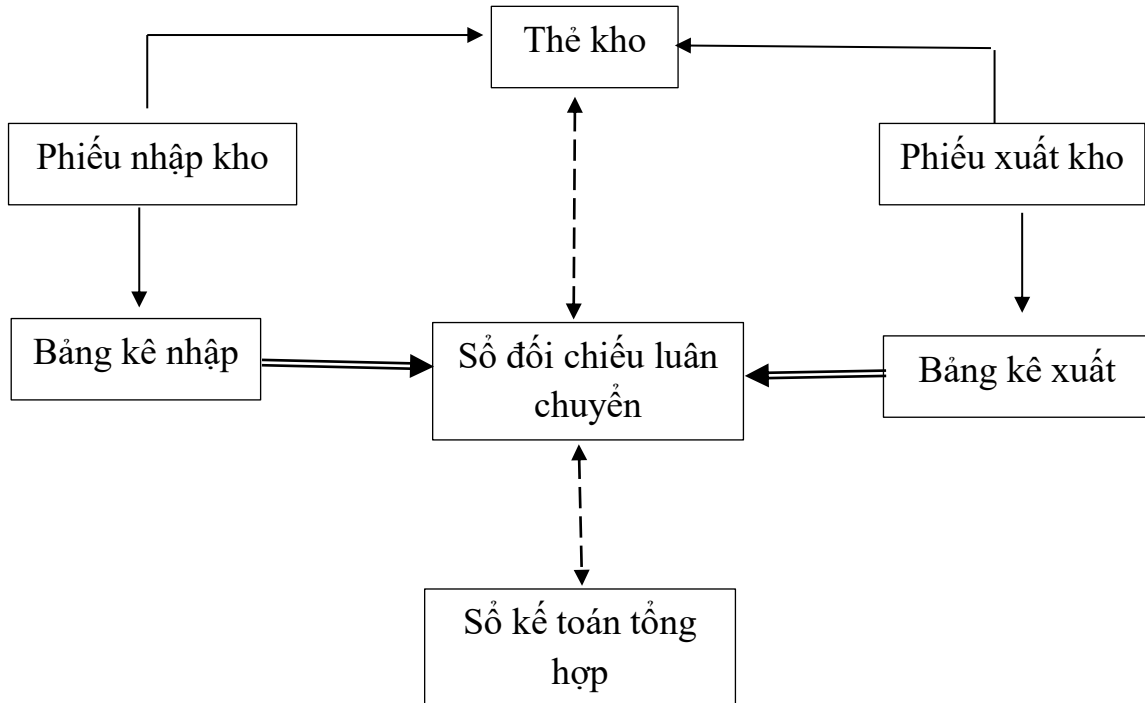 Thẻ kho
Phiếu nhập kho
Phiếu xuất kho
Bảng kê nhập
Sổ đối chiếu luân
chuyển
Bảng kê xuất
Sổ kế toán tổng
hợp